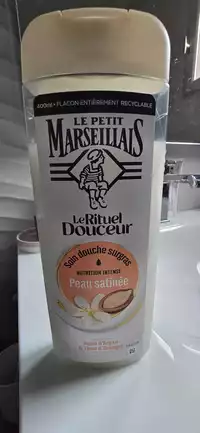 400ml • FLACON ENTIÈREMENT RECYCLABLE
LE PETIT
MARSEILLAIS
Le Rituel
Douceur
Soin douche surgras
NUTRITION INTENSE
Peau satinée